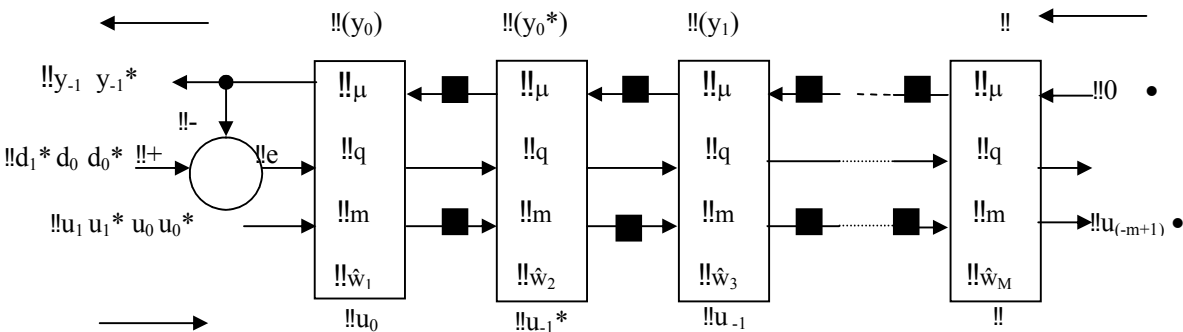 ‼(y₀) ‼(y₀*) ‼(y₁) ‼
‼y₋₁ y₋₁* ‼μ ‼μ ‼μ ‼μ ‼0 •
‼-
‼d₁* d₀ d₀* ‼+ ‼e ‼q ‼q ‼q ‼q
‼u₁ u₁* u₀ u₀* ‼m ‼m ‼m ‼m ‼u₍₋ₘ₊₁₎ •
‼ŵ₁ ‼ŵ₂ ‼ŵ₃ ‼ŵ_M
‼u₀ ‼u₋₁* ‼u₋₁ ‼